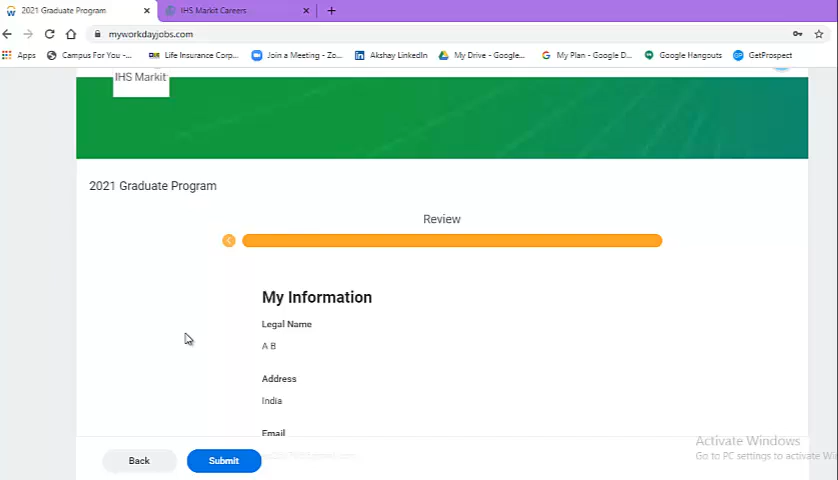 2021 Graduate Program
IHS Markit Careers
myworkdayjobs.com
Apps
Campus For You -...
Life Insurance Corp...
Join a Meeting - Zo...
Akshay LinkedIn
My Drive - Google...
My Plan - Google D...
Google Hangouts
GetProspect
IHS Markit
2021 Graduate Program
Review
My Information
Legal Name
A B
Address
India
Email
Back
Submit
Activate Windows
Go to PC settings to activate Wi